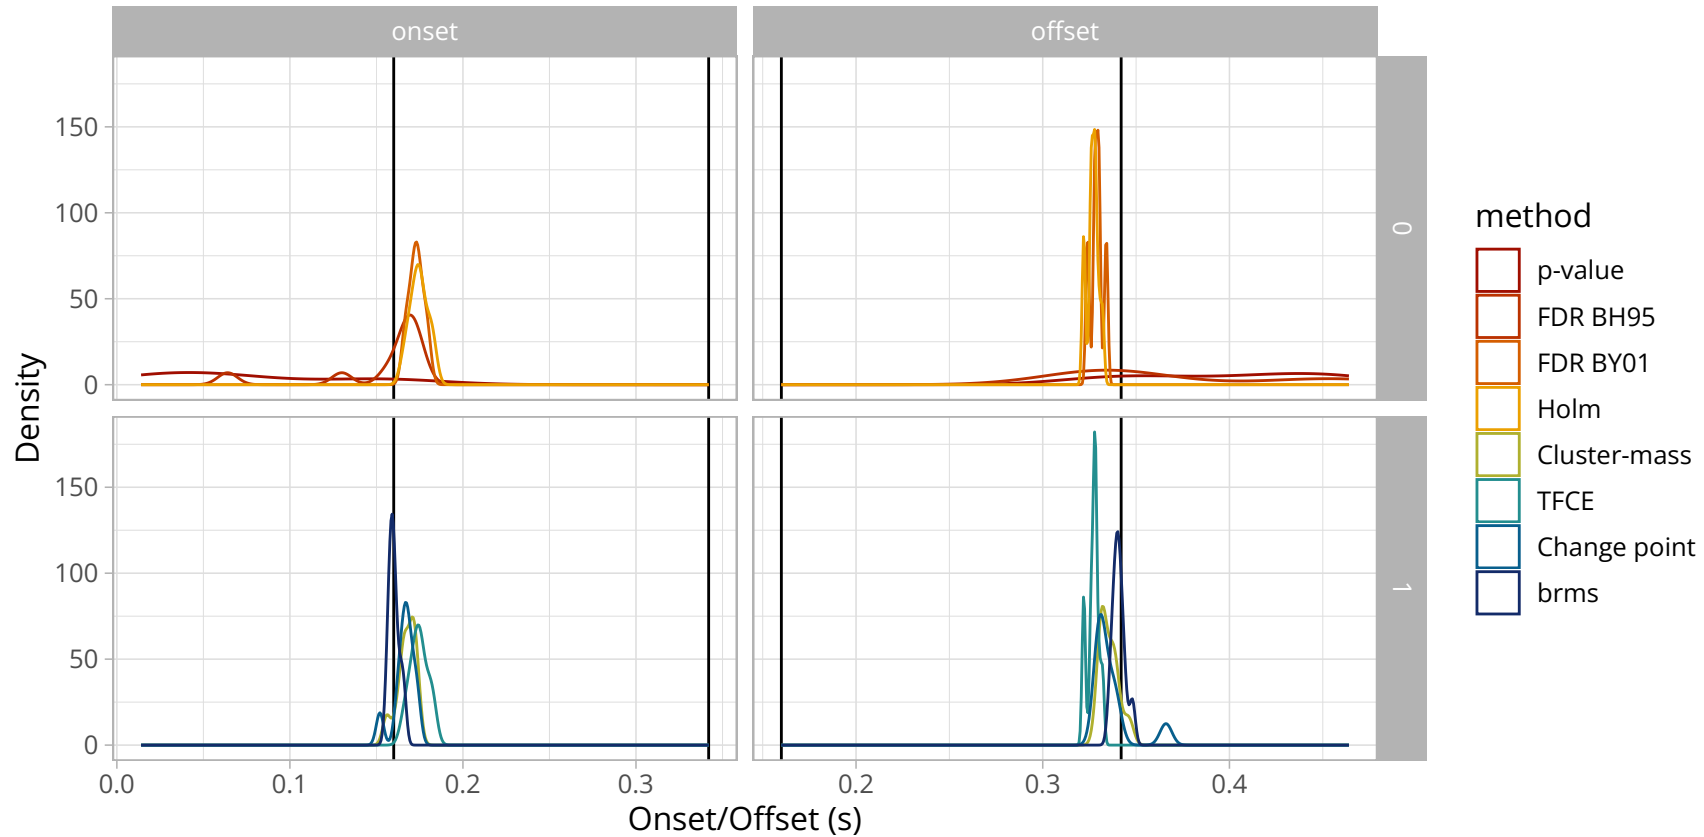 onset
offset
150
100
50
0
0
150
100
50
0
1
0.0
0.1
0.2
0.3
0.2
0.3
0.4
Density
Onset/Offset (s)
method
p-value
FDR BH95
FDR BY01
Holm
Cluster-mass
TFCE
Change point
brms